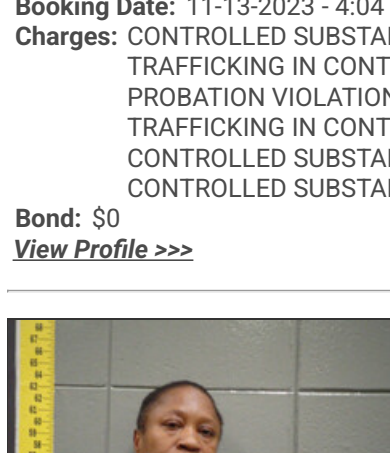 Booking Date: 11-13-2023 - 4:04
Charges: CONTROLLED SUBSTA
TRAFFICKING IN CONT
PROBATION VIOLATION
TRAFFICKING IN CONT
CONTROLLED SUBSTA
CONTROLLED SUBSTA
Bond: $0
View Profile >>>